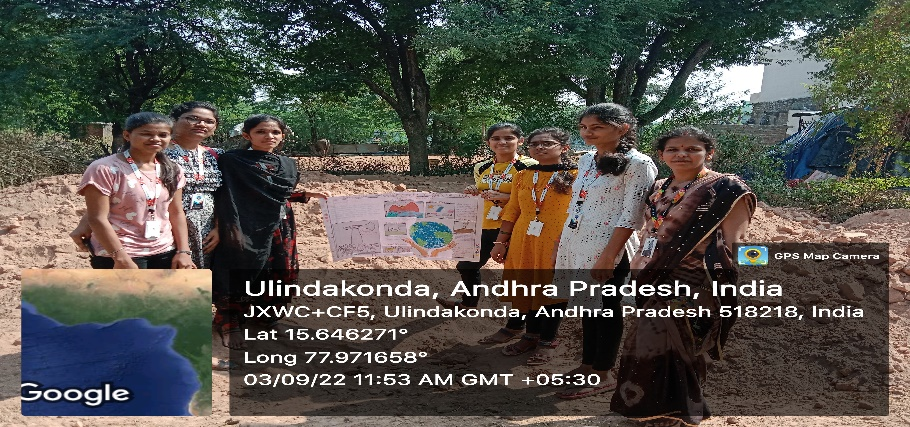 GPS Map Camera
Ulindakonda, Andhra Pradesh, India
JXWC+CF5, Ulindakonda, Andhra Pradesh 518218, India
Lat 15.646271°
Long 77.971658°
03/09/22 11:53 AM GMT +05:30
Google